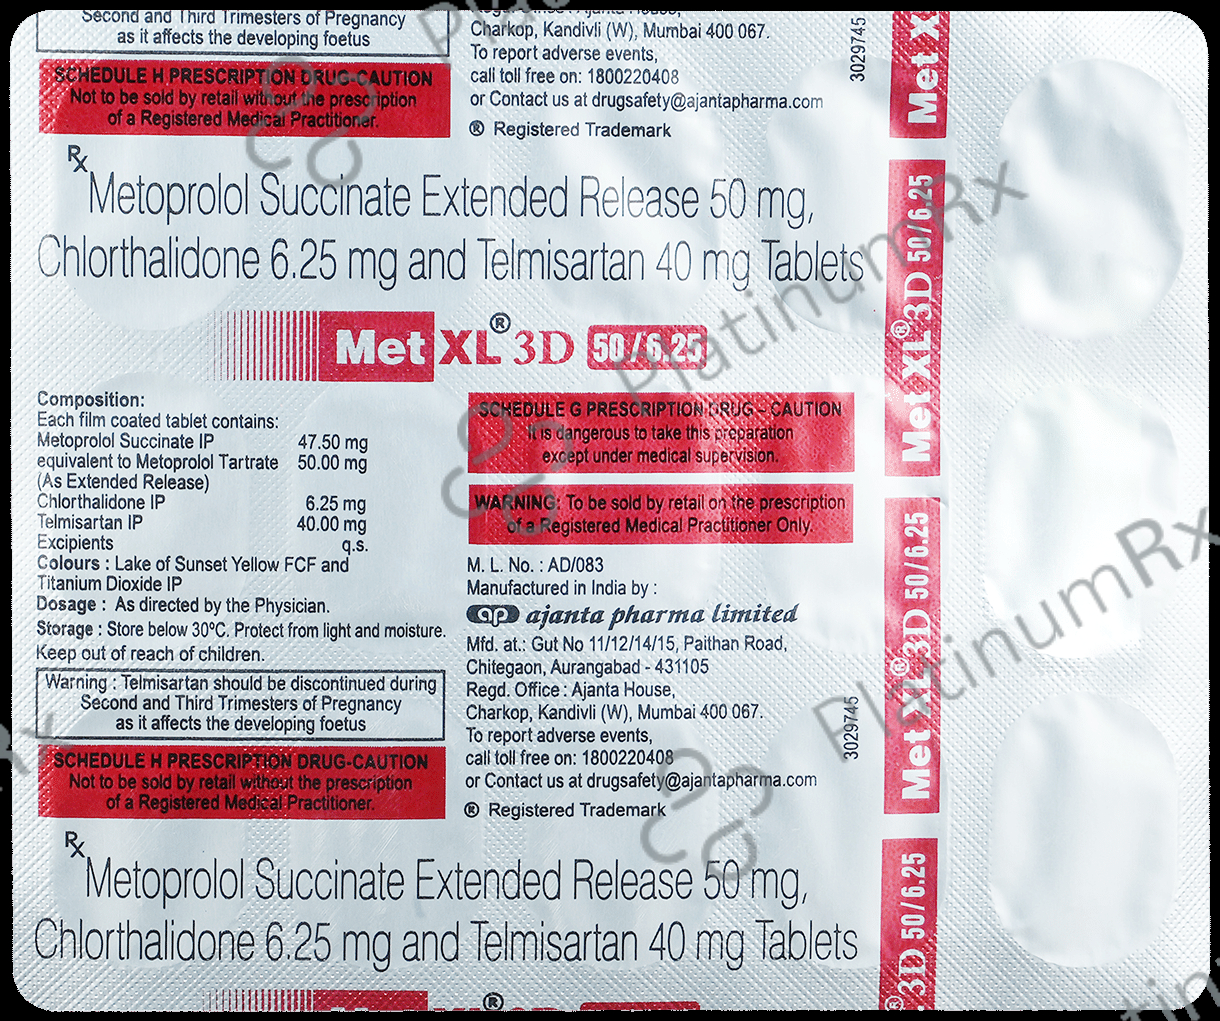 Second and Third Trimesters of Pregnancy
as it affects the developing foetus
SCHEDULE H PRESCRIPTION DRUG-CAUTION
Not to be sold by retail without the prescription
of a Registered Medical Practitioner.
Regd. Office : Ajanta House,
Charkop, Kandivli (W), Mumbai 400 067.
To report adverse events,
call toll free on: 1800220408
or Contact us at drugsafety@ajantapharma.com
® Registered Trademark
3029745
Met X
Rx
Metoprolol Succinate Extended Release 50 mg,
Chlorthalidone 6.25 mg and Telmisartan 40 mg Tablets
Met XL® 3D 50/6.25
Composition:
Each film coated tablet contains:
Metoprolol Succinate IP 47.50 mg
equivalent to Metoprolol Tartrate 50.00 mg
(As Extended Release)
Chlorthalidone IP 6.25 mg
Telmisartan IP 40.00 mg
Excipients q.s.
Colours : Lake of Sunset Yellow FCF and
Titanium Dioxide IP
Dosage : As directed by the Physician.
Storage : Store below 30°C. Protect from light and moisture.
Keep out of reach of children.
Warning : Telmisartan should be discontinued during
Second and Third Trimesters of Pregnancy
as it affects the developing foetus
SCHEDULE H PRESCRIPTION DRUG-CAUTION
Not to be sold by retail without the prescription
of a Registered Medical Practitioner.
SCHEDULE G PRESCRIPTION DRUG – CAUTION
It is dangerous to take this preparation
except under medical supervision.
WARNING: To be sold by retail on the prescription
of a Registered Medical Practitioner Only.
M. L. No. : AD/083
Manufactured in India by :
ap ajanta pharma limited
Mfd. at.: Gut No 11/12/14/15, Paithan Road,
Chitegaon, Aurangabad - 431105
Regd. Office : Ajanta House,
Charkop, Kandivli (W), Mumbai 400 067.
To report adverse events,
call toll free on: 1800220408
or Contact us at drugsafety@ajantapharma.com
® Registered Trademark
3029745
Met XL® 3D 50/6.25
Met XL® 3D 50/6.25
® 3D 50/6.25
Rx
Metoprolol Succinate Extended Release 50 mg,
Chlorthalidone 6.25 mg and Telmisartan 40 mg Tablets
Met XL® 3D
PlatinumRx
PlatinumRx